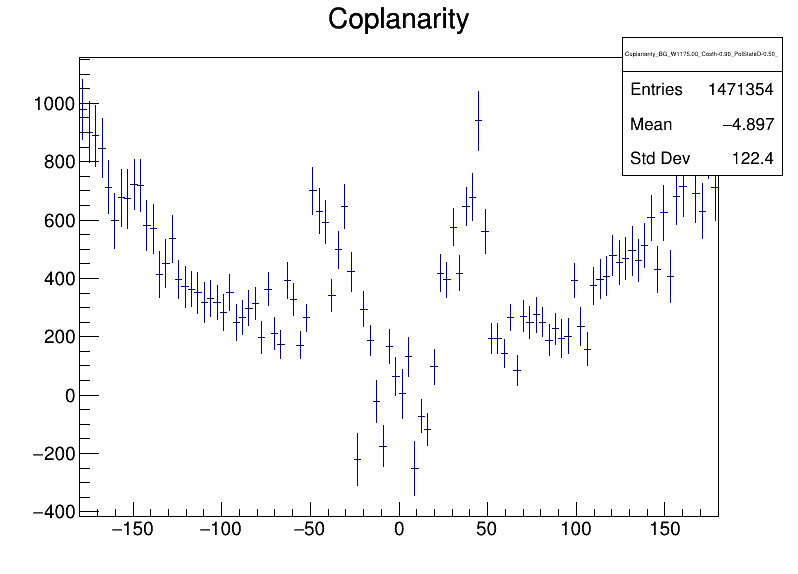 Coplanarity
Coplanarity_BG_W1175.00_Costh-0.90_PolState0-0.50_
Entries 1471354
Mean −4.897
Std Dev 122.4
1000
800
600
400
200
0
−200
−400
−150 −100 −50 0 50 100 150